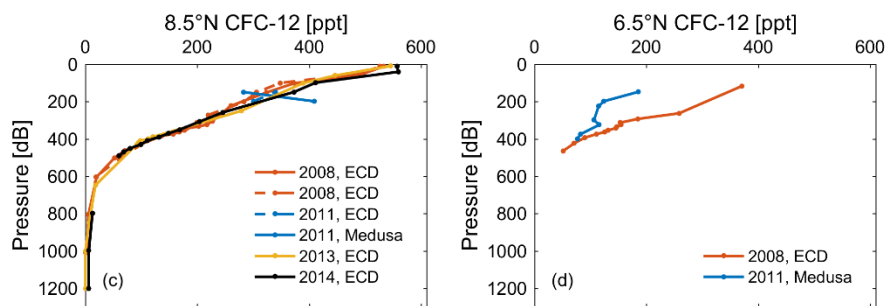 8.5°N CFC-12 [ppt]
0 200 400 600
Pressure [dB]
0
200
400
600
800
1000
1200
2008, ECD
2008, ECD
2011, ECD
2011, Medusa
2013, ECD
2014, ECD
(c)
6.5°N CFC-12 [ppt]
0 200 400 600
Pressure [dB]
0
200
400
600
800
1000
1200
2008, ECD
2011, Medusa
(d)